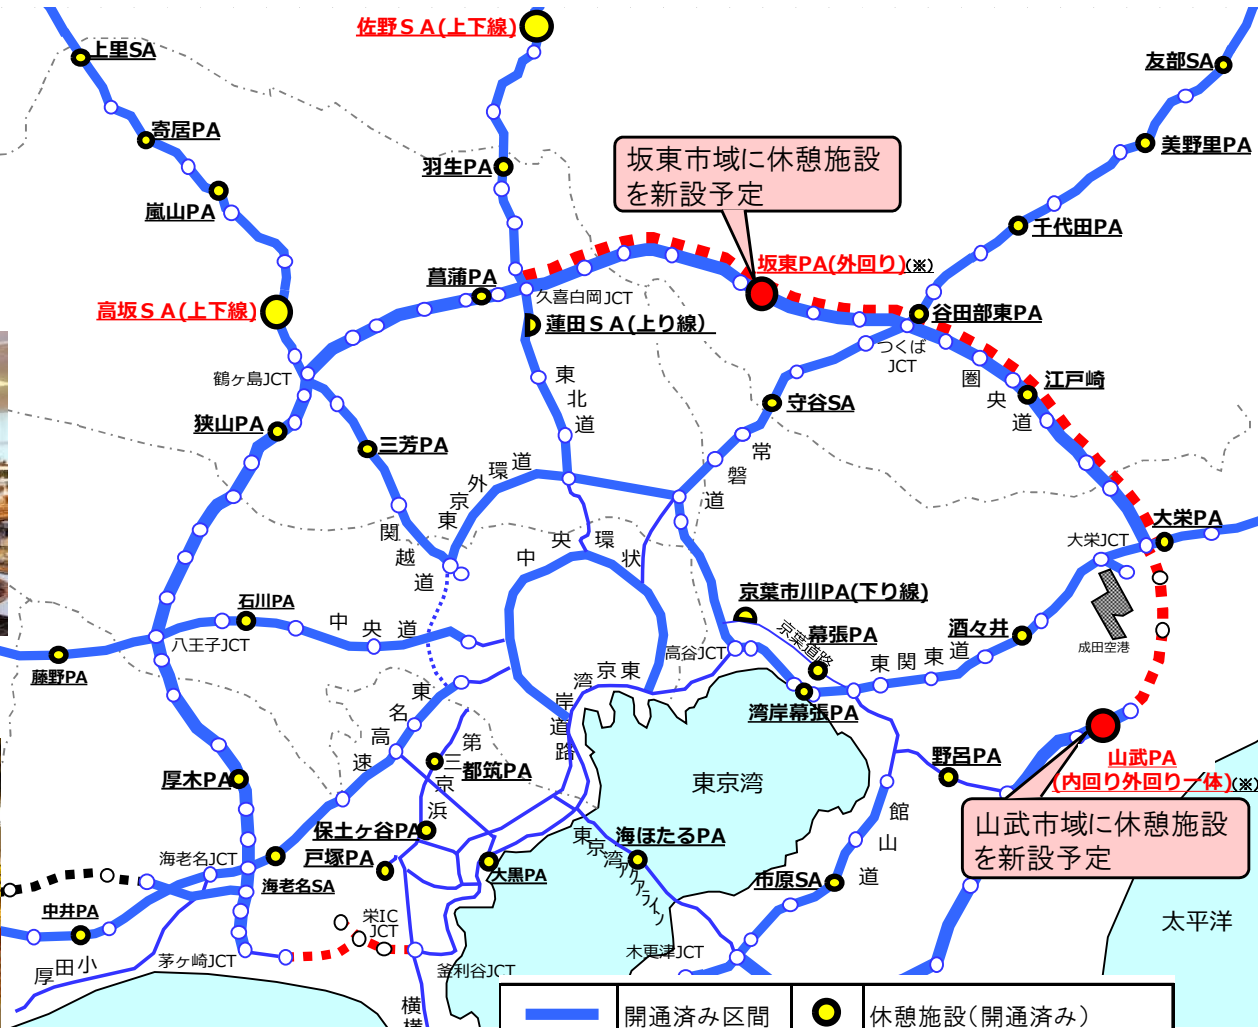 佐野ＳＡ(上下線)
上里SA
友部SA
寄居PA
美野里PA
羽生PA
坂東市域に休憩施設
を新設予定
嵐山PA
千代田PA
菖蒲PA
坂東PA(外回り)(※)
高坂ＳＡ(上下線)
久喜白岡JCT
蓮田ＳＡ(上り線）
谷田部東PA
つくば
JCT
鶴ヶ島JCT
東北道
圏央道
江戸崎
狭山PA
三芳PA
守谷SA
常磐道
東京外環道
関越道
中央環状
大栄PA
大栄JCT
石川PA
中央道
京葉市川PA(下り線)
京葉道路
幕張PA
酒々井
成田空港
八王子JCT
藤野PA
高谷JCT
東関東道
湾岸幕張PA
東京湾岸道路
東名高速
第三京浜
都筑PA
厚木PA
東京湾
野呂PA
山武PA
(内回り外回り一体)(※)
山武市域に休憩施設
を新設予定
保土ヶ谷PA
戸塚PA
海老名JCT
海老名SA
大黒PA
東京湾アクアライン
海ほたるPA
館山道
市原SA
中井PA
栄IC
JCT
太平洋
茅ヶ崎JCT
釜利谷JCT
木更津JCT
小田厚
横横
開通済み区間
休憩施設（開通済み）